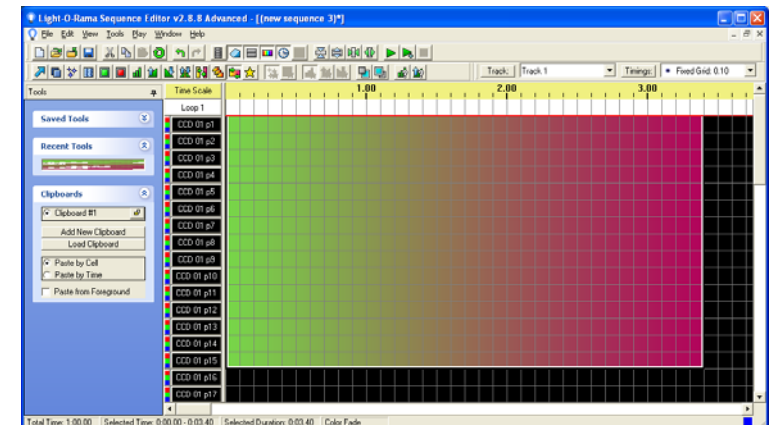 Light-O-Rama Sequence Editor v2.8.8 Advanced - [(new sequence 3)*]
File Edit View Tools Play Window Help
Track: Track 1 Timings: Fixed Grid: 0.10
Tools Time Scale 1.00 2.00 3.00
Loop 1
Saved Tools
Recent Tools
Clipboards
Clipboard #1
Add New Clipboard
Load Clipboard
Paste by Cell
Paste by Time
Paste from Foreground
CCD 01 p1
CCD 01 p2
CCD 01 p3
CCD 01 p4
CCD 01 p5
CCD 01 p6
CCD 01 p7
CCD 01 p8
CCD 01 p9
CCD 01 p10
CCD 01 p11
CCD 01 p12
CCD 01 p13
CCD 01 p14
CCD 01 p15
CCD 01 p16
CCD 01 p17
Total Time: 1:00.00 Selected Time: 0:00.00 - 0:03.40 Selected Duration: 0:03.40 Color Fade